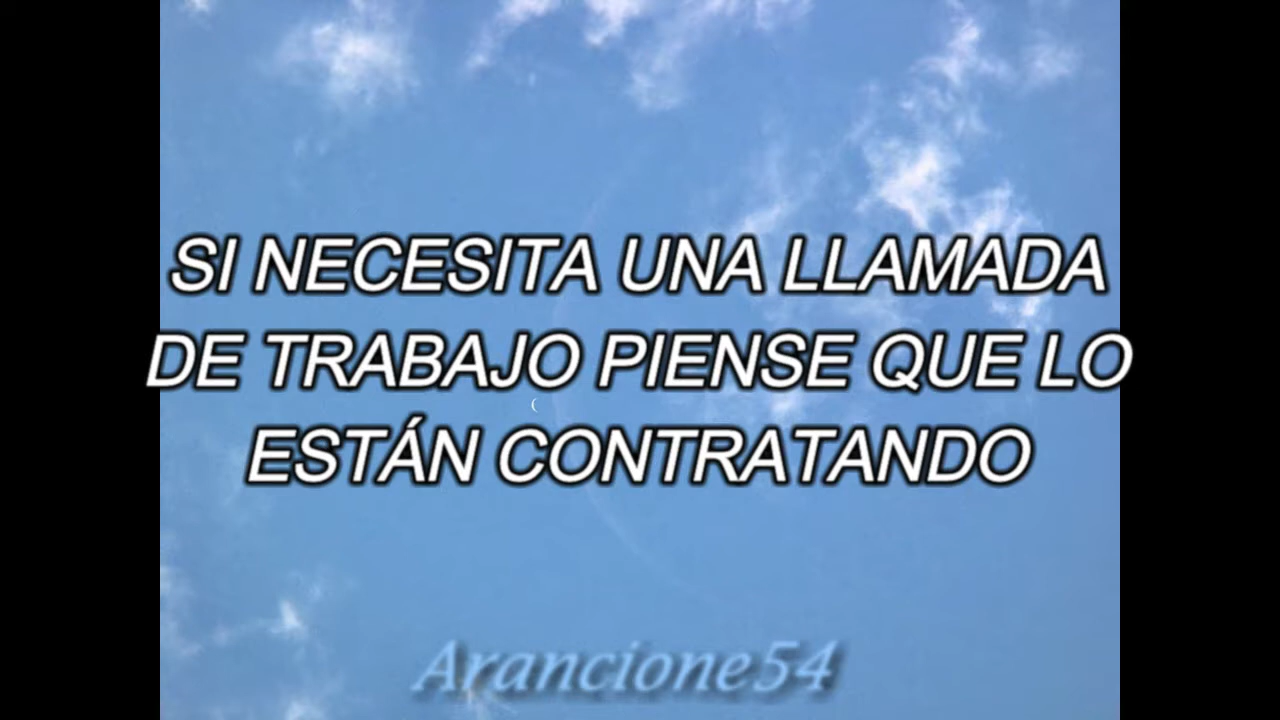 SI NECESITA UNA LLAMADA
DE TRABAJO PIENSE QUE LO
ESTÁN CONTRATANDO
Arancione54